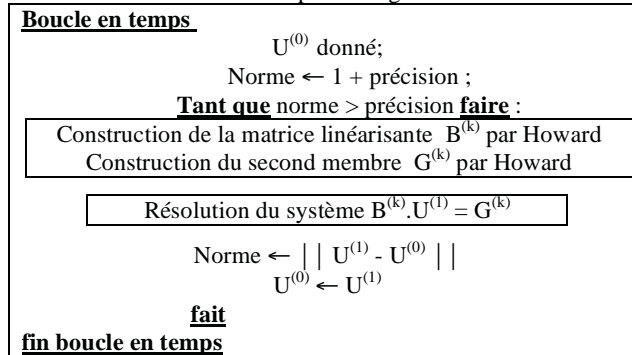 Boucle en temps
U(0) donné;
Norme ← 1 + précision ;
Tant que norme > précision faire :
Construction de la matrice linéarisante B(k) par Howard
Construction du second membre G(k) par Howard
Résolution du système B(k).U(1) = G(k)
Norme ← | | U(1) - U(0) | |
U(0) ← U(1)
fait
fin boucle en temps